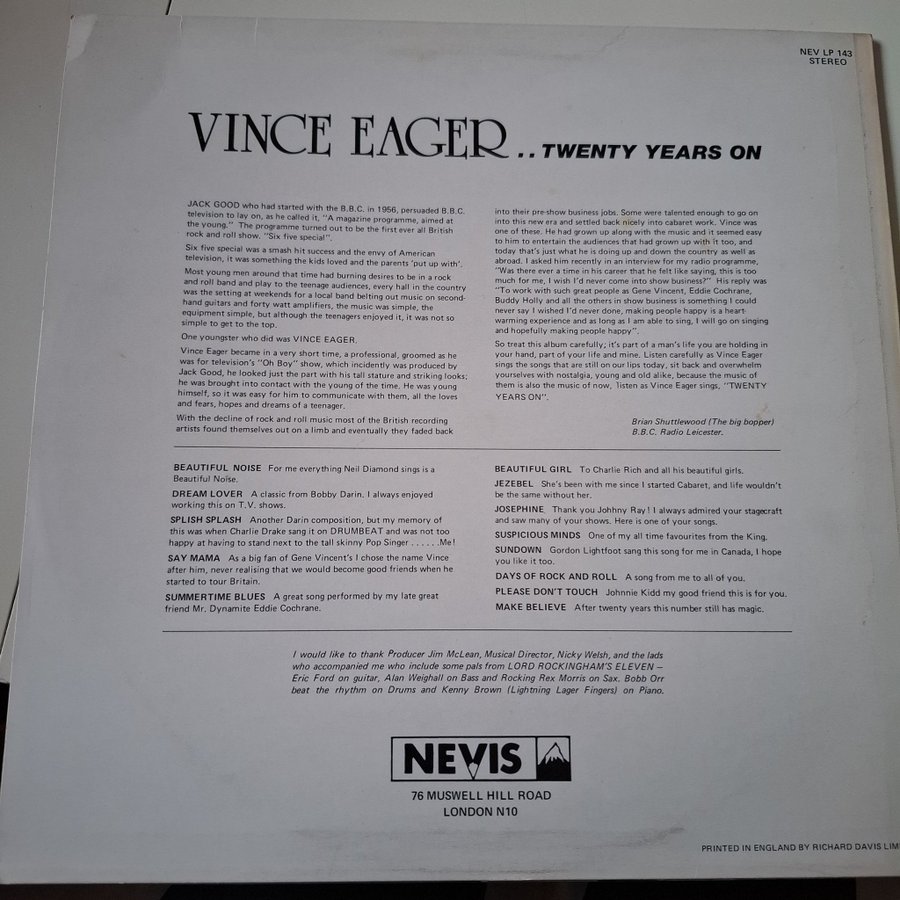 NEV LP 143
STEREO
VINCE EAGER .. TWENTY YEARS ON
JACK GOOD who had started with the B.B.C. in 1956, persuaded B.B.C.
television to lay on, as he called it, "A magazine programme, aimed at
the young." The programme turned out to be the first ever all British
rock and roll show. "Six five special".
Six five special was a smash hit success and the envy of American
television, it was something the kids loved and the parents 'put up with'.
Most young men around that time had burning desires to be in a rock
and roll band and play to the teenage audiences, every hall in the country
was the setting at weekends for a local band belting out music on second-
hand guitars and forty watt amplifiers, the music was simple, the
equipment simple, but although the teenagers enjoyed it, it was not so
simple to get to the top.
One youngster who did was VINCE EAGER.
Vince Eager became in a very short time, a professional, groomed as he
was for television's "Oh Boy" show, which incidently was produced by
Jack Good, he looked just the part with his tall stature and striking looks;
he was brought into contact with the young of the time. He was young
himself, so it was easy for him to communicate with them, all the loves
and fears, hopes and dreams of a teenager.
With the decline of rock and roll music most of the British recording
artists found themselves out on a limb and eventually they faded back
into their pre-show business jobs. Some were talented enough to go on
into this new era and settled back nicely into cabaret work. Vince was
one of these. He had grown up along with the music and it seemed easy
to him to entertain the audiences that had grown up with it too, and
today that's just what he is doing up and down the country as well as
abroad. I asked him recently in an interview for my radio programme,
"Was there ever a time in his career that he felt like saying, this is too
much for me, I wish I'd never come into show business?" His reply was
"To work with such great people as Gene Vincent, Eddie Cochrane,
Buddy Holly and all the others in show business is something I could
never say I wished I'd never done, making people happy is a heart-
warming experience and as long as I am able to sing, I will go on singing
and hopefully making people happy".
So treat this album carefully; it's part of a man's life you are holding in
your hand, part of your life and mine. Listen carefully as Vince Eager
sings the songs that are still on our lips today, sit back and overwhelm
yourselves with nostalgia, young and old alike, because the music of
them is also the music of now, listen as Vince Eager sings, "TWENTY
YEARS ON".
Brian Shuttlewood (The big bopper)
B.B.C. Radio Leicester.
BEAUTIFUL NOISE For me everything Neil Diamond sings is a
Beautiful Noise.
DREAM LOVER A classic from Bobby Darin. I always enjoyed
working this on T.V. shows.
SPLISH SPLASH Another Darin composition, but my memory of
this was when Charlie Drake sang it on DRUMBEAT and was not too
happy at having to stand next to the tall skinny Pop Singer ......Me!
SAY MAMA As a big fan of Gene Vincent's I chose the name Vince
after him, never realising that we would become good friends when he
started to tour Britain.
SUMMERTIME BLUES A great song performed by my late great
friend Mr. Dynamite Eddie Cochrane.
BEAUTIFUL GIRL To Charlie Rich and all his beautiful girls.
JEZEBEL She's been with me since I started Cabaret, and life wouldn't
be the same without her.
JOSEPHINE Thank you Johhny Ray! I always admired your stagecraft
and saw many of your shows. Here is one of your songs.
SUSPICIOUS MINDS One of my all time favourites from the King.
SUNDOWN Gordon Lightfoot sang this song for me in Canada, I hope
you like it too.
DAYS OF ROCK AND ROLL A song from me to all of you.
PLEASE DON'T TOUCH Johnnie Kidd my good friend this is for you.
MAKE BELIEVE After twenty years this number still has magic.
I would like to thank Producer Jim McLean, Musical Director, Nicky Welsh, and the lads
who accompanied me who include some pals from LORD ROCKINGHAM'S ELEVEN —
Eric Ford on guitar, Alan Weighall on Bass and Rocking Rex Morris on Sax. Bobb Orr
beat the rhythm on Drums and Kenny Brown (Lightning Lager Fingers) on Piano.
NEVIS
76 MUSWELL HILL ROAD
LONDON N10
PRINTED IN ENGLAND BY RICHARD DAVIS LIM